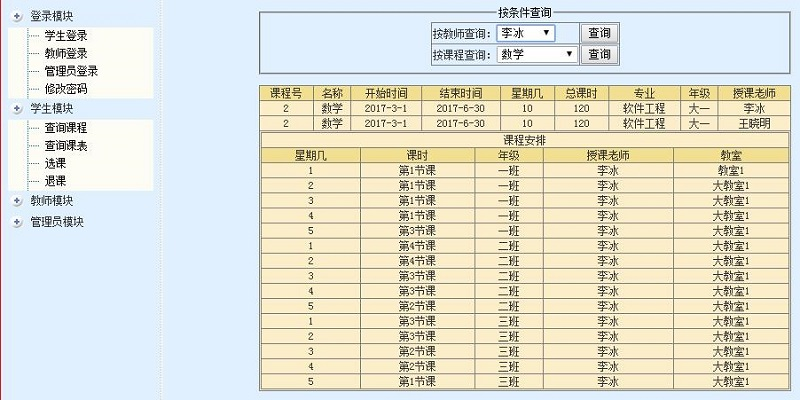 登录模块
学生登录
教师登录
管理员登录
修改密码
学生模块
查询课程
查询课表
选课
退课
教师模块
管理员模块
按条件查询
按教师查询: 李冰 查询
按课程查询: 数学 查询
课程号 名称 开始时间 结束时间 星期几 总课时 专业 年级 授课老师
2 数学 2017-3-1 2017-6-30 10 120 软件工程 大一 李冰
2 数学 2017-3-1 2017-6-30 10 120 软件工程 大一 王晓明
课程安排
星期几 课时 年级 授课老师 教室
1 第1节课 一班 李冰 教室1
2 第1节课 一班 李冰 大教室1
3 第1节课 一班 李冰 大教室1
4 第1节课 一班 李冰 大教室1
5 第3节课 一班 李冰 大教室1
1 第4节课 二班 李冰 大教室1
2 第4节课 二班 李冰 大教室1
3 第3节课 二班 李冰 大教室1
4 第3节课 二班 李冰 大教室1
5 第2节课 二班 李冰 大教室1
1 第3节课 三班 李冰 大教室1
2 第3节课 三班 李冰 大教室1
3 第2节课 三班 李冰 大教室1
4 第2节课 三班 李冰 大教室1
5 第1节课 三班 李冰 大教室1